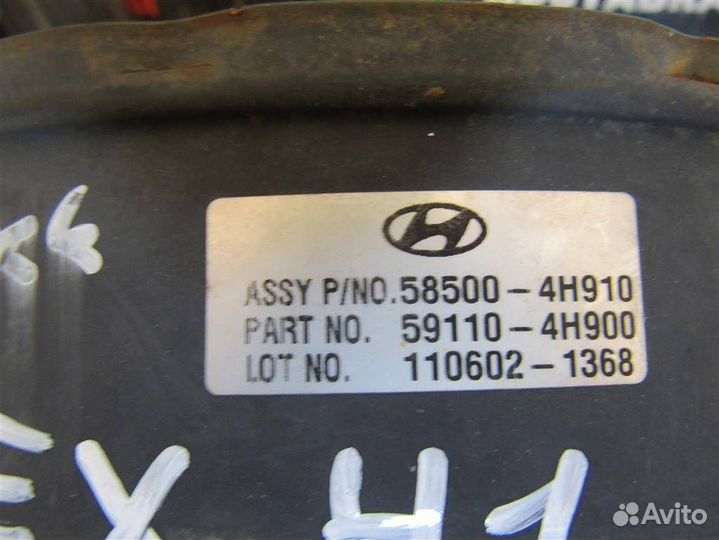 ASSY P/NO. 58500-4H910
PART NO. 59110-4H900
LOT NO. 110602-1368
H1
Avito